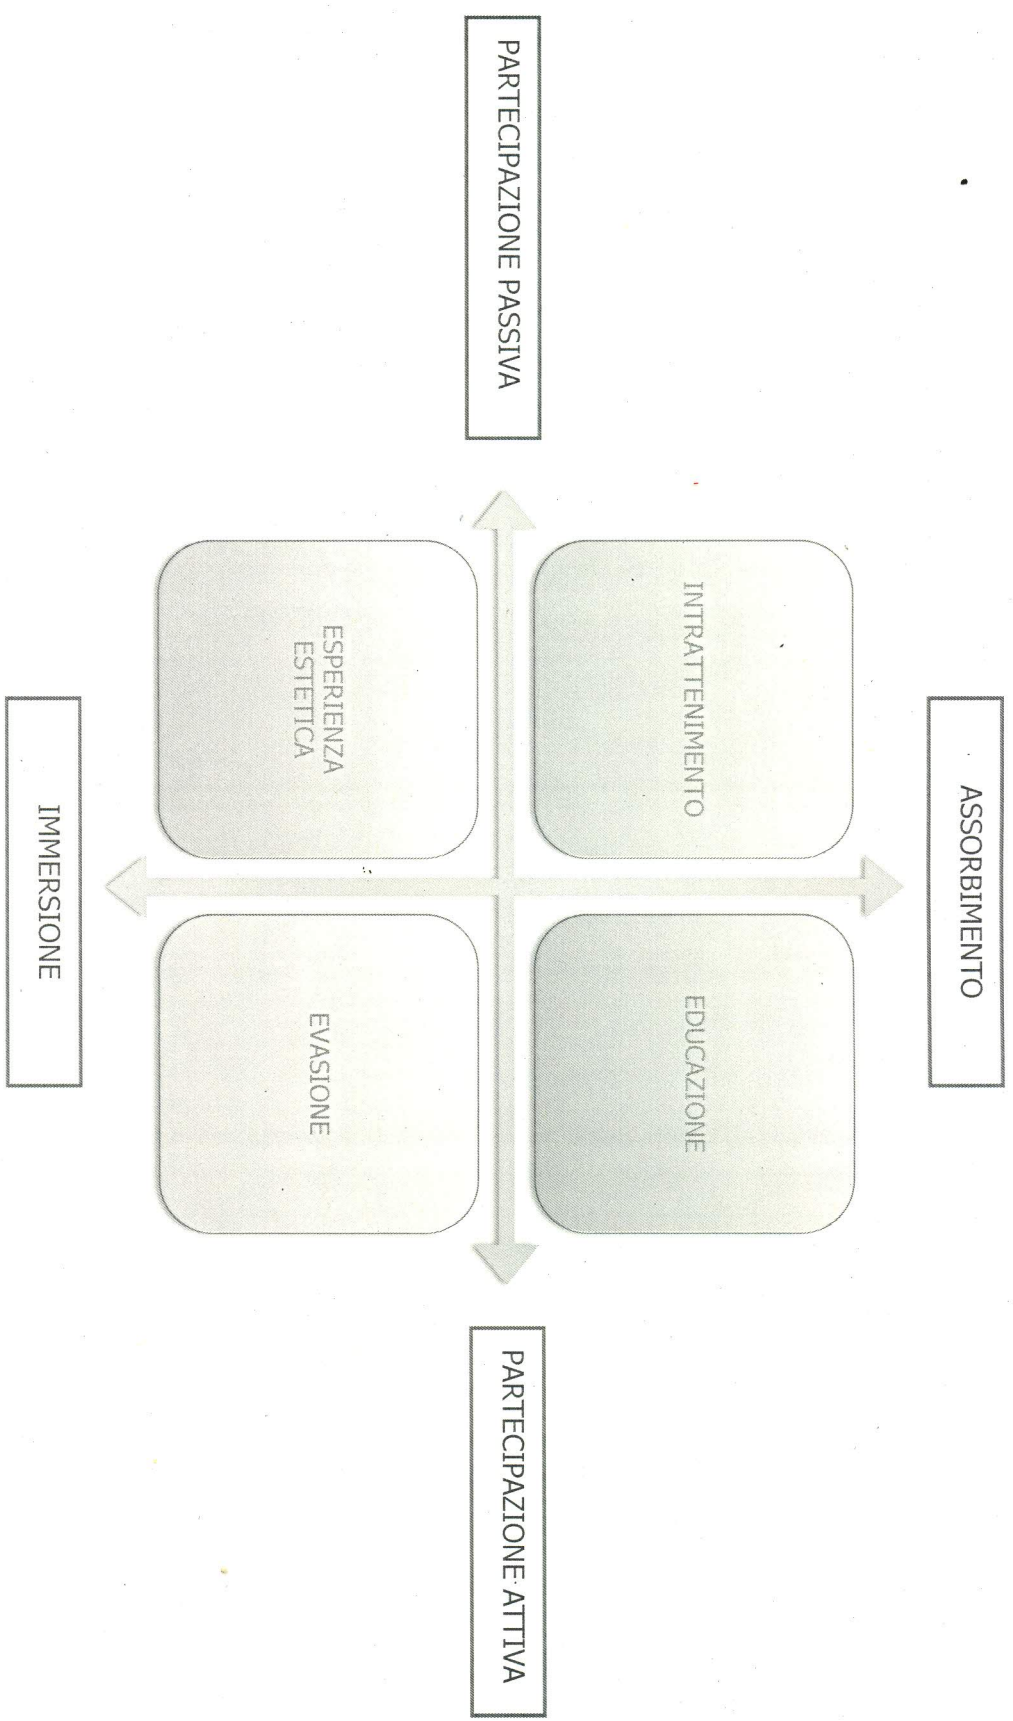 ASSORBIMENTO
INTRATTENIMENTO
EDUCAZIONE
PARTECIPAZIONE PASSIVA
PARTECIPAZIONE ATTIVA
ESPERIENZA
ESTETICA
EVASIONE
IMMERSIONE